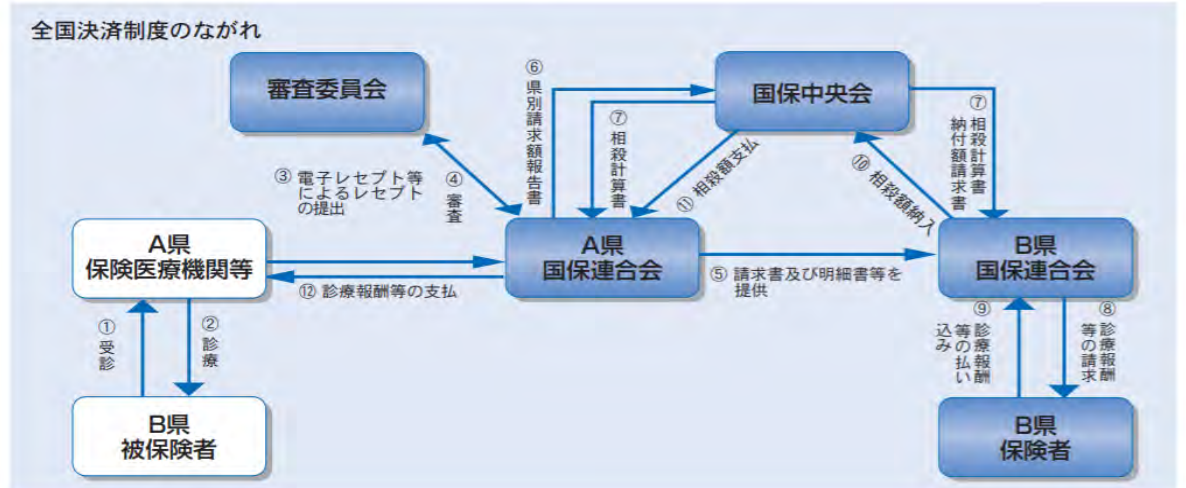 全国決済制度のながれ
審査委員会
国保中央会
⑥県別請求額報告書
⑦相殺計算書
⑪相殺額支払
⑩相殺額納入
⑦相殺計算書
納付額請求書
③電子レセプト等
によるレセプト
の提出
④審査
A県
保険医療機関等
A県
国保連合会
B県
国保連合会
⑤請求書及び明細書等を
提供
⑫診療報酬等の支払
①受診
②診療
⑨診療報酬
等の払い
込み
⑧診療報酬
等の請求
B県
被保険者
B県
保険者